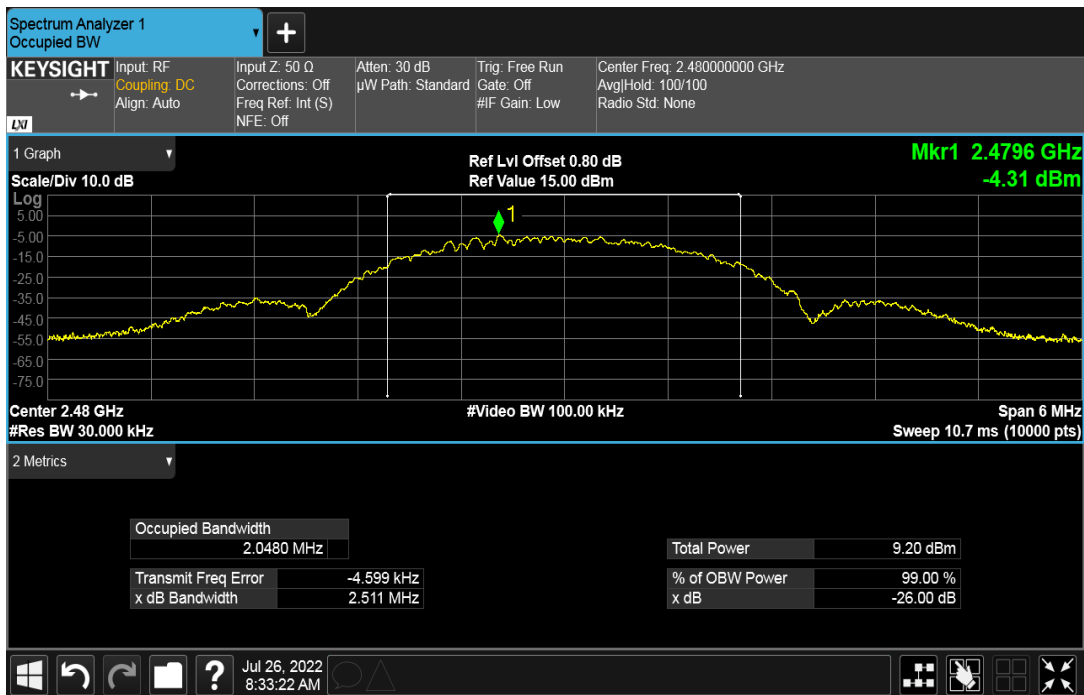 Spectrum Analyzer 1
Occupied BW
+
KEYSIGHT
LXI
Input: RF
Coupling: DC
Align: Auto
Input Z: 50 Ω
Corrections: Off
Freq Ref: Int (S)
NFE: Off
Atten: 30 dB
µW Path: Standard
Trig: Free Run
Gate: Off
#IF Gain: Low
Center Freq: 2.480000000 GHz
Avg|Hold: 100/100
Radio Std: None
1 Graph
Scale/Div 10.0 dB
Ref Lvl Offset 0.80 dB
Ref Value 15.00 dBm
Mkr1 2.4796 GHz
-4.31 dBm
Log
5.00
-5.00
-15.0
-25.0
-35.0
-45.0
-55.0
-65.0
-75.0
1
Center 2.48 GHz
#Video BW 100.00 kHz
Span 6 MHz
#Res BW 30.000 kHz
Sweep 10.7 ms (10000 pts)
2 Metrics
Occupied Bandwidth
2.0480 MHz
Total Power 9.20 dBm
Transmit Freq Error -4.599 kHz
% of OBW Power 99.00 %
x dB Bandwidth 2.511 MHz
x dB -26.00 dB
?
Jul 26, 2022
8:33:22 AM